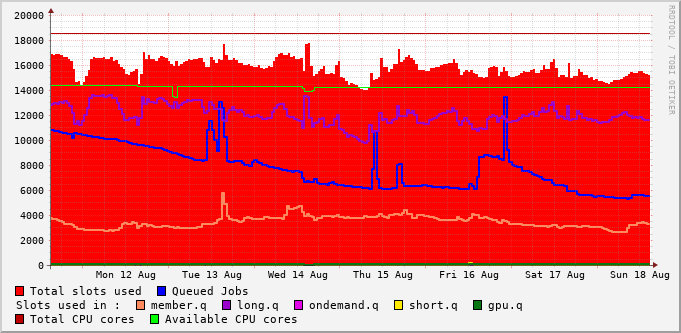 20000
18000
16000
14000
12000
10000
8000
6000
4000
2000
0
Mon 12 Aug Tue 13 Aug Wed 14 Aug Thu 15 Aug Fri 16 Aug Sat 17 Aug Sun 18 Aug
Total slots used Queued Jobs
Slots used in : member.q long.q ondemand.q short.q gpu.q
Total CPU cores Available CPU cores
RRDTOOL / TOBI OETIKER